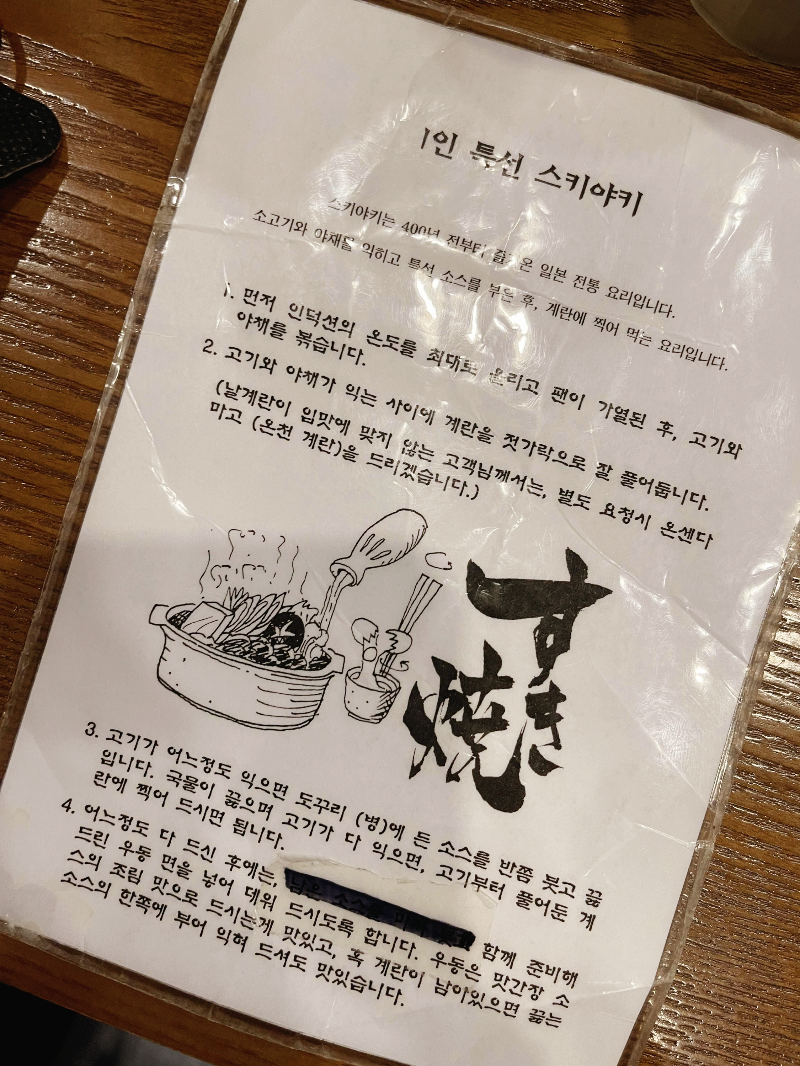 1인 특선 스키야키
스키야키는 400년 전부터 즐겨온 일본 전통 요리입니다.
소고기와 야채를 익히고 특선 소스를 부은 후, 계란에 찍어 먹는 요리입니다.
1. 먼저 인덕션의 온도를 최대로 올리고 팬이 가열된 후, 고기와
야채를 볶습니다.
2. 고기와 야채가 익는 사이에 계란을 젓가락으로 잘 풀어둡니다.
(날계란이 입맛에 맞지 않는 고객님께서는, 별도 요청시 온센다
마고 (온천 계란)을 드리겠습니다.)
すき
焼
3. 고기가 어느정도 익으면 도꾸리 (병)에 든 소스를 반쯤 붓고 끓
입니다. 국물이 끓으며 고기가 다 익으면, 고기부터 풀어둔 계
란에 찍어 드시면 됩니다.
4. 어느정도 다 드신 후에는, 남은 소스를 마저 붓고 함께 준비해
드린 우동 면을 넣어 데워 드시도록 합니다. 우동은 맛간장 소
스의 조림 맛으로 드시는게 맛있고, 혹 계란이 남아있으면 끓는
소스의 한쪽에 부어 익혀 드셔도 맛있습니다.